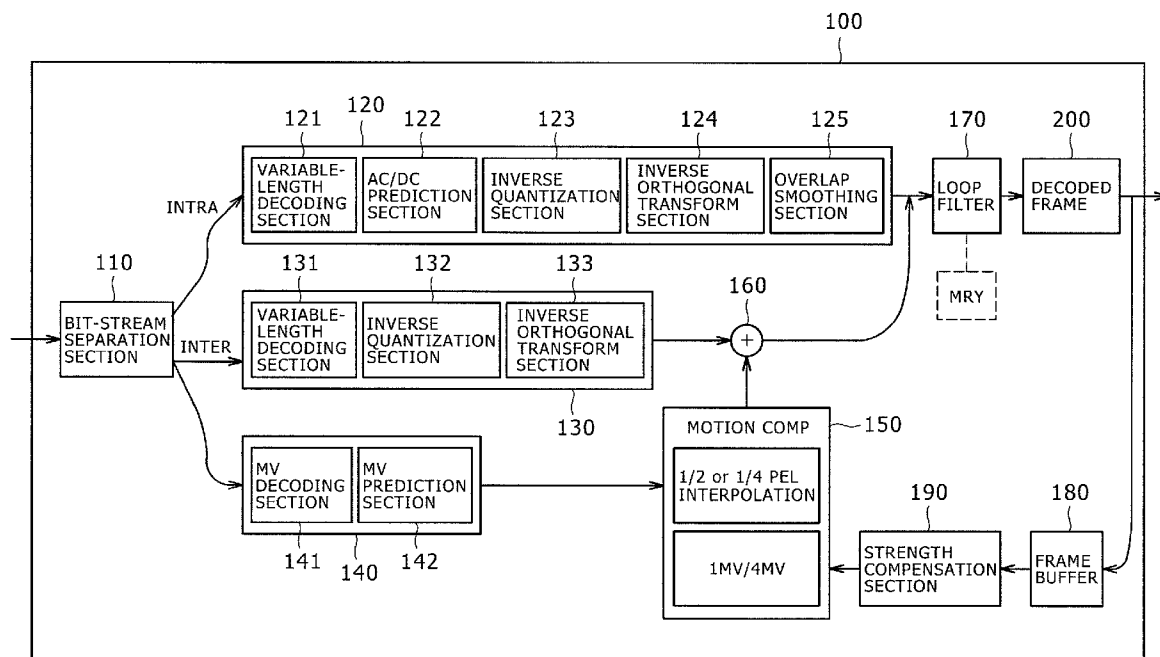 100
120
121
122
123
124
125
170
200
VARIABLE-
LENGTH
DECODING
SECTION
AC/DC
PREDICTION
SECTION
INVERSE
QUANTIZATION
SECTION
INVERSE
ORTHOGONAL
TRANSFORM
SECTION
OVERLAP
SMOOTHING
SECTION
LOOP
FILTER
DECODED
FRAME
INTRA
MRY
110
131
132
133
160
BIT-STREAM
SEPARATION
SECTION
INTER
VARIABLE-
LENGTH
DECODING
SECTION
INVERSE
QUANTIZATION
SECTION
INVERSE
ORTHOGONAL
TRANSFORM
SECTION
+
130
MOTION COMP
150
MV
DECODING
SECTION
MV
PREDICTION
SECTION
1/2 or 1/4 PEL
INTERPOLATION
141
140
142
190
180
1MV/4MV
STRENGTH
COMPENSATION
SECTION
FRAME
BUFFER